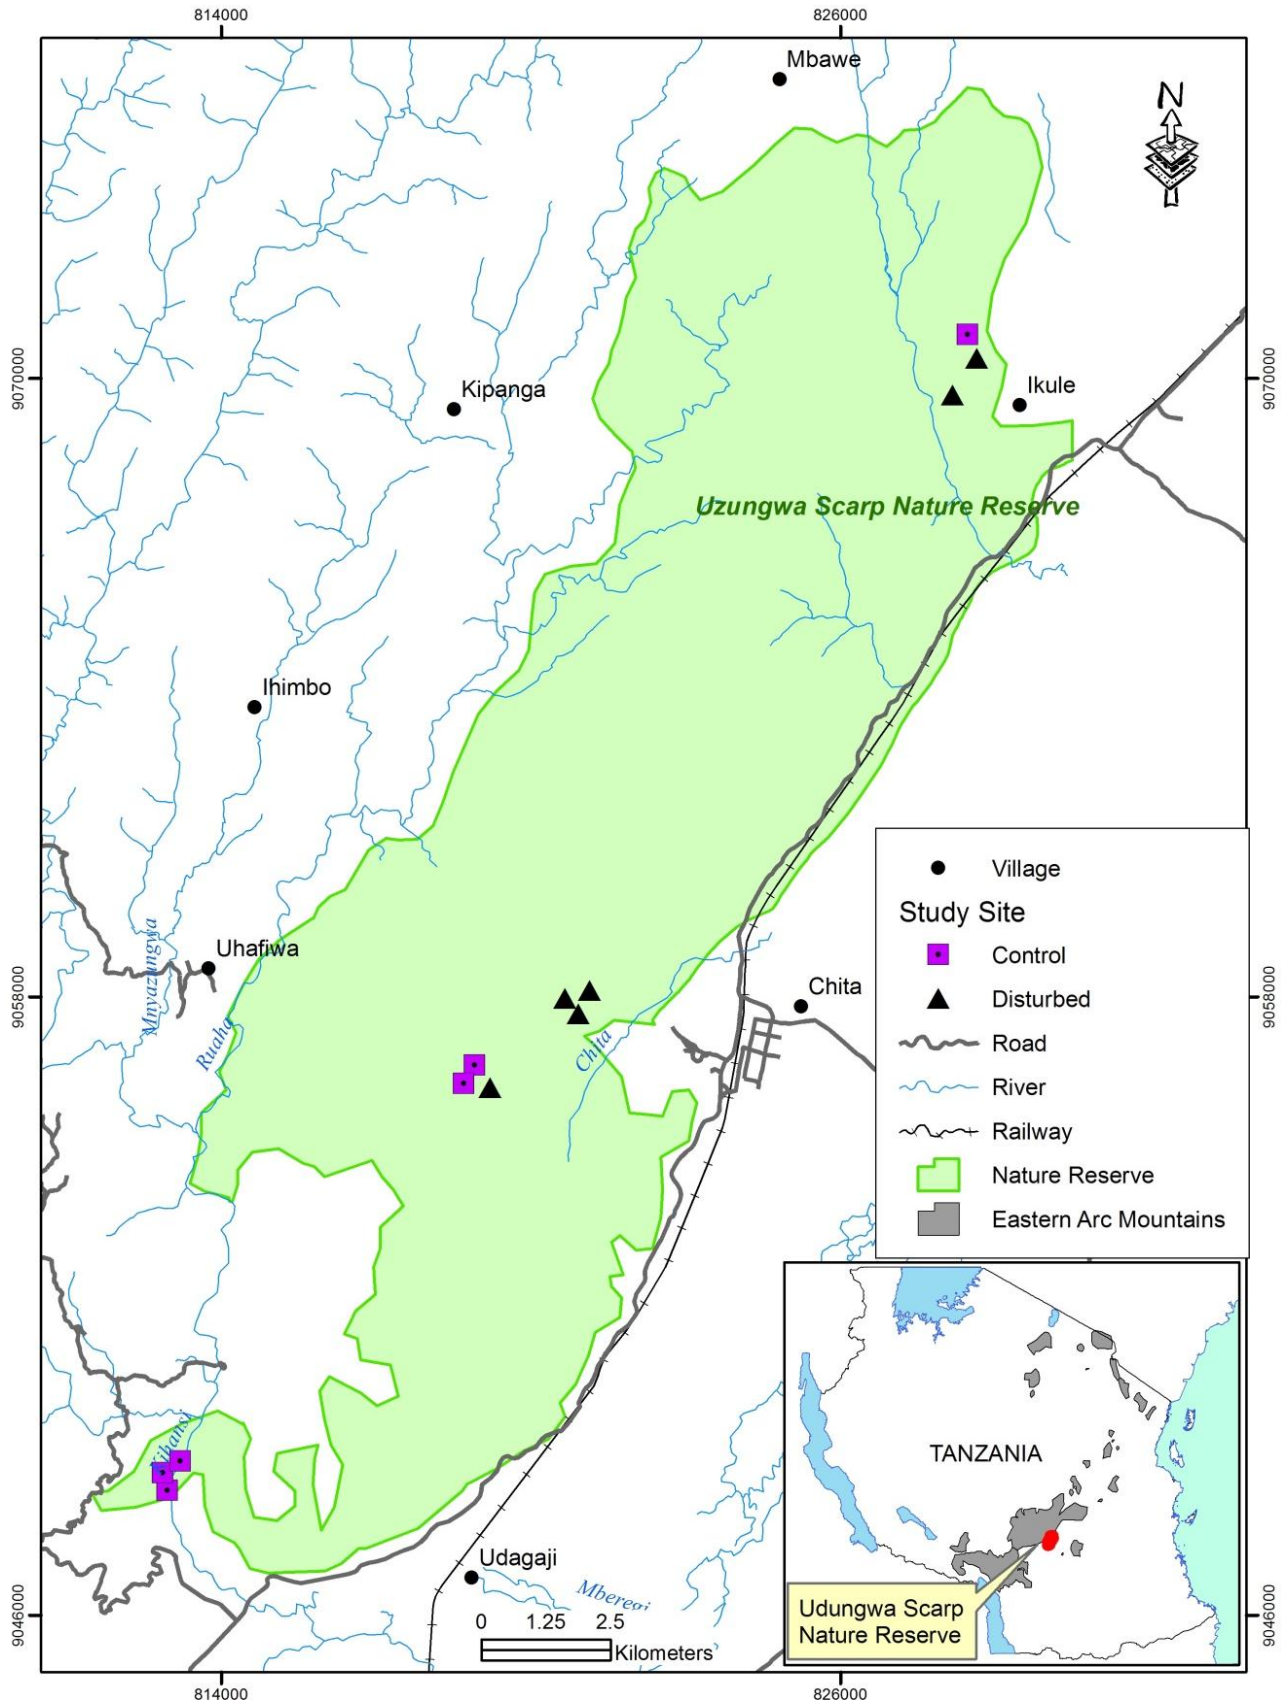 814000
826000
Mbawe
N
9070000
9070000
Kipanga
Ikule
Uzungwa Scarp Nature Reserve
Ihimbo
Mnyazungwa
Uhafiwa
Ruaha
9058000
9058000
Chita
Chita
Village
Study Site
Control
Disturbed
Road
River
Railway
Nature Reserve
Eastern Arc Mountains
Kihansi
TANZANIA
Udagaji
Mberegi
0 1.25 2.5
Kilometers
Udungwa Scarp
Nature Reserve
9046000
9046000
814000
826000